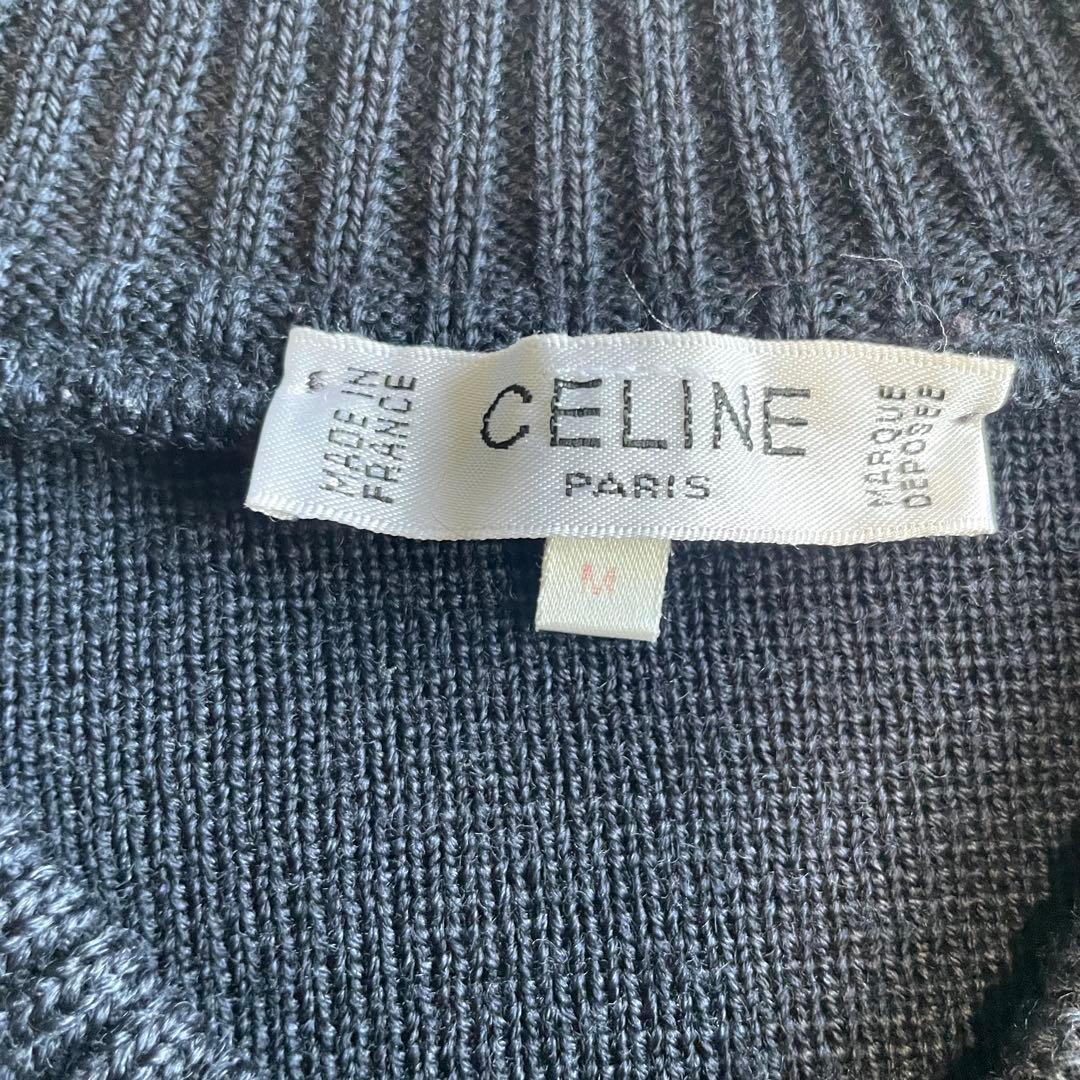 MADE IN
FRANCE
CELINE
PARIS
MARQUE
DEPOSEE
M